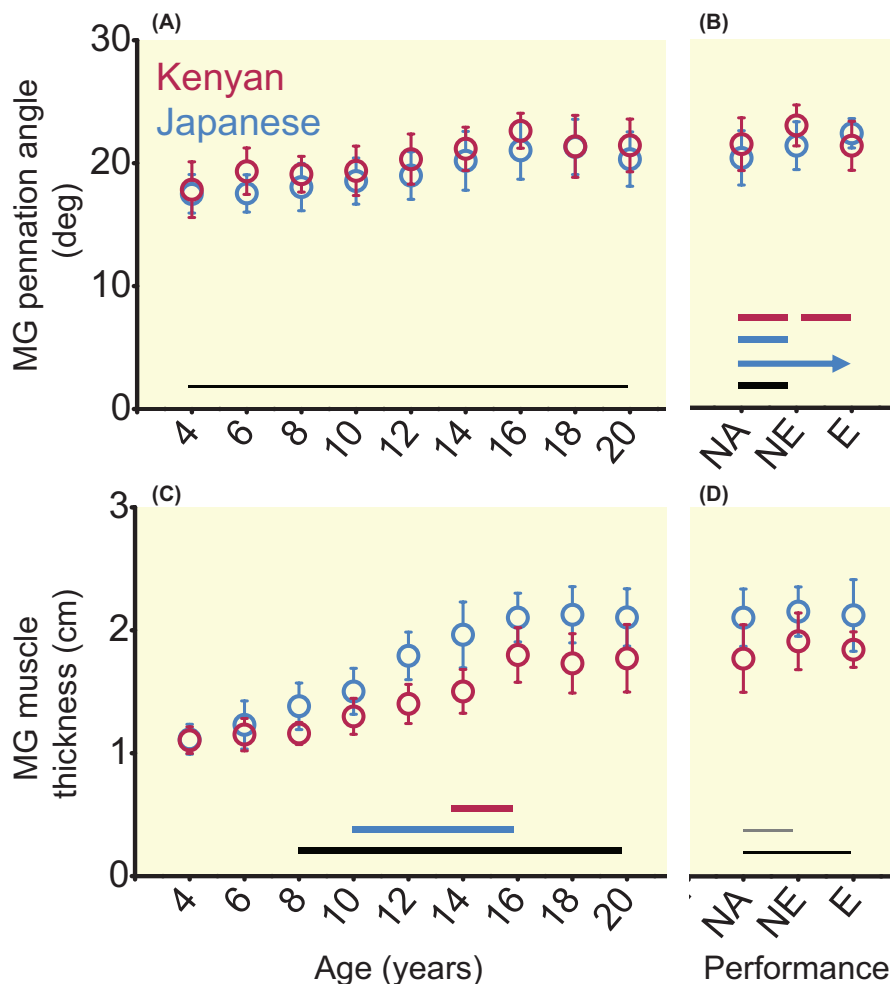 (A)
(B)
30
20
10
0
MG pennation angle
(deg)
Kenyan
Japanese
4
6
8
10
12
14
16
18
20
NA
NE
E
(C)
(D)
3
2
1
0
MG muscle
thickness (cm)
4
6
8
10
12
14
16
18
20
NA
NE
E
Age (years)
Performance